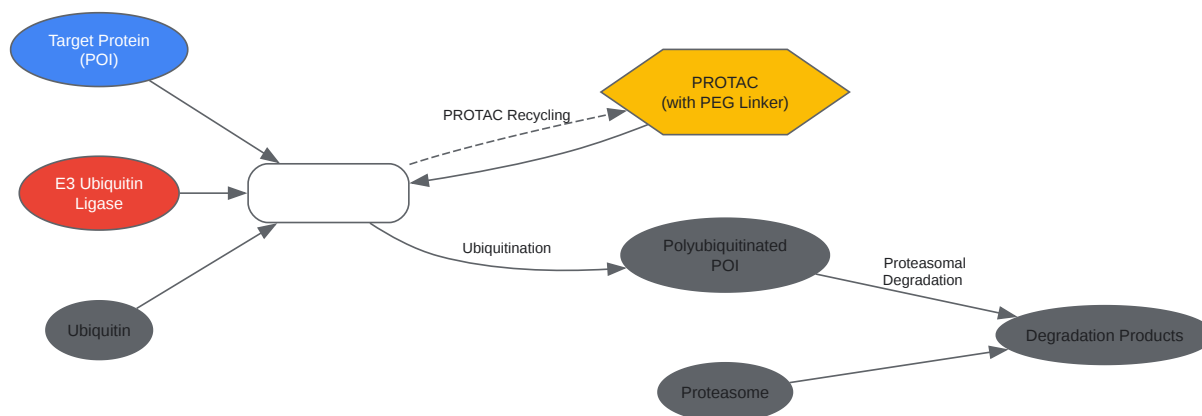 Target Protein
(POI)
PROTAC
(with PEG Linker)
PROTAC Recycling
E3 Ubiquitin
Ligase
Ubiquitination
Polyubiquitinated
POI
Proteasomal
Degradation
Ubiquitin
Degradation Products
Proteasome